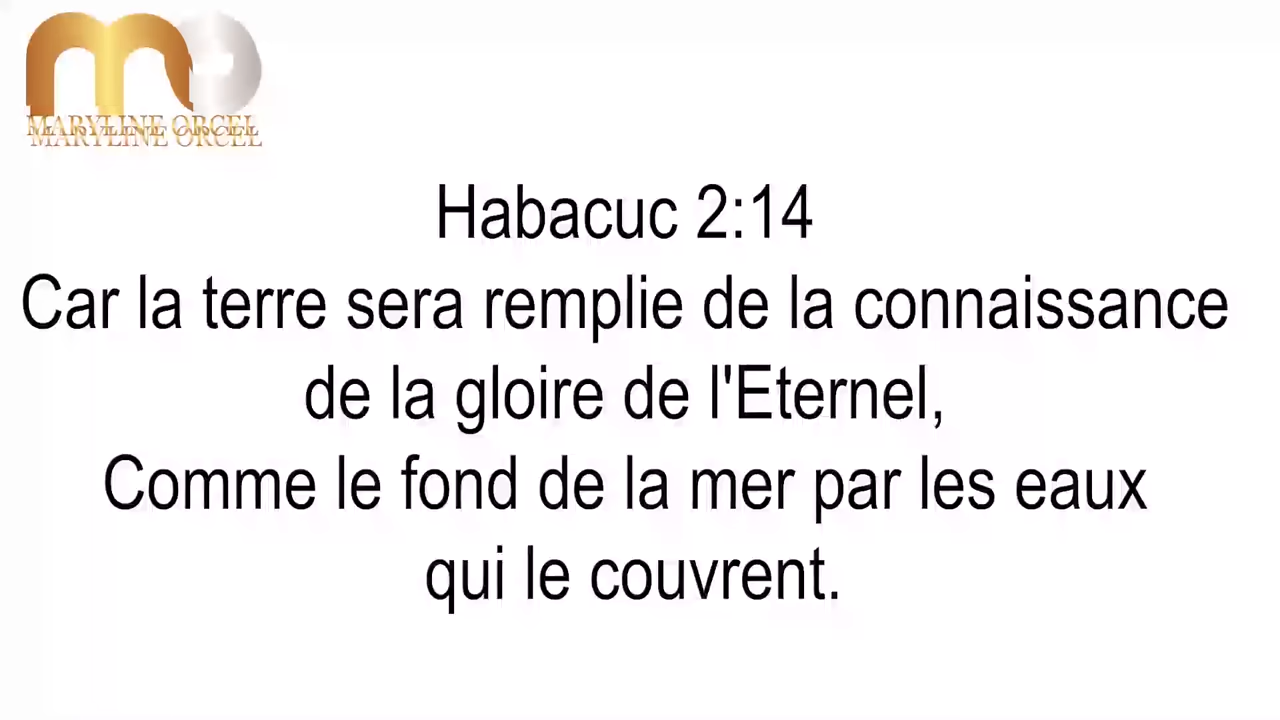 MARYLINE ORCEL
Habacuc 2:14
Car la terre sera remplie de la connaissance
de la gloire de l'Eternel,
Comme le fond de la mer par les eaux
qui le couvrent.